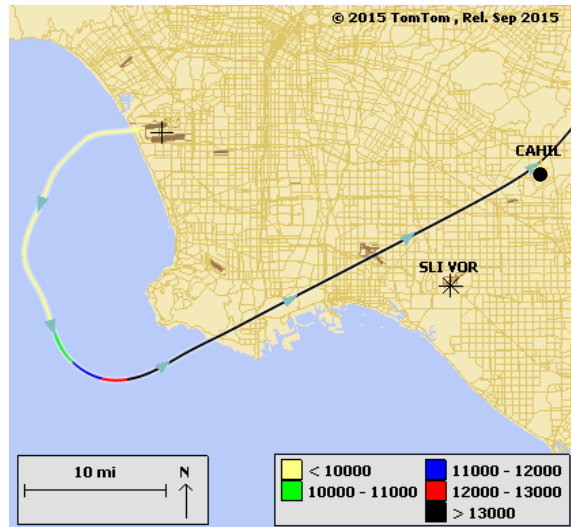 © 2015 TomTom , Rel. Sep 2015
CAHIL
SLI VOR
10 mi
N
< 10000
10000 - 11000
11000 - 12000
12000 - 13000
> 13000